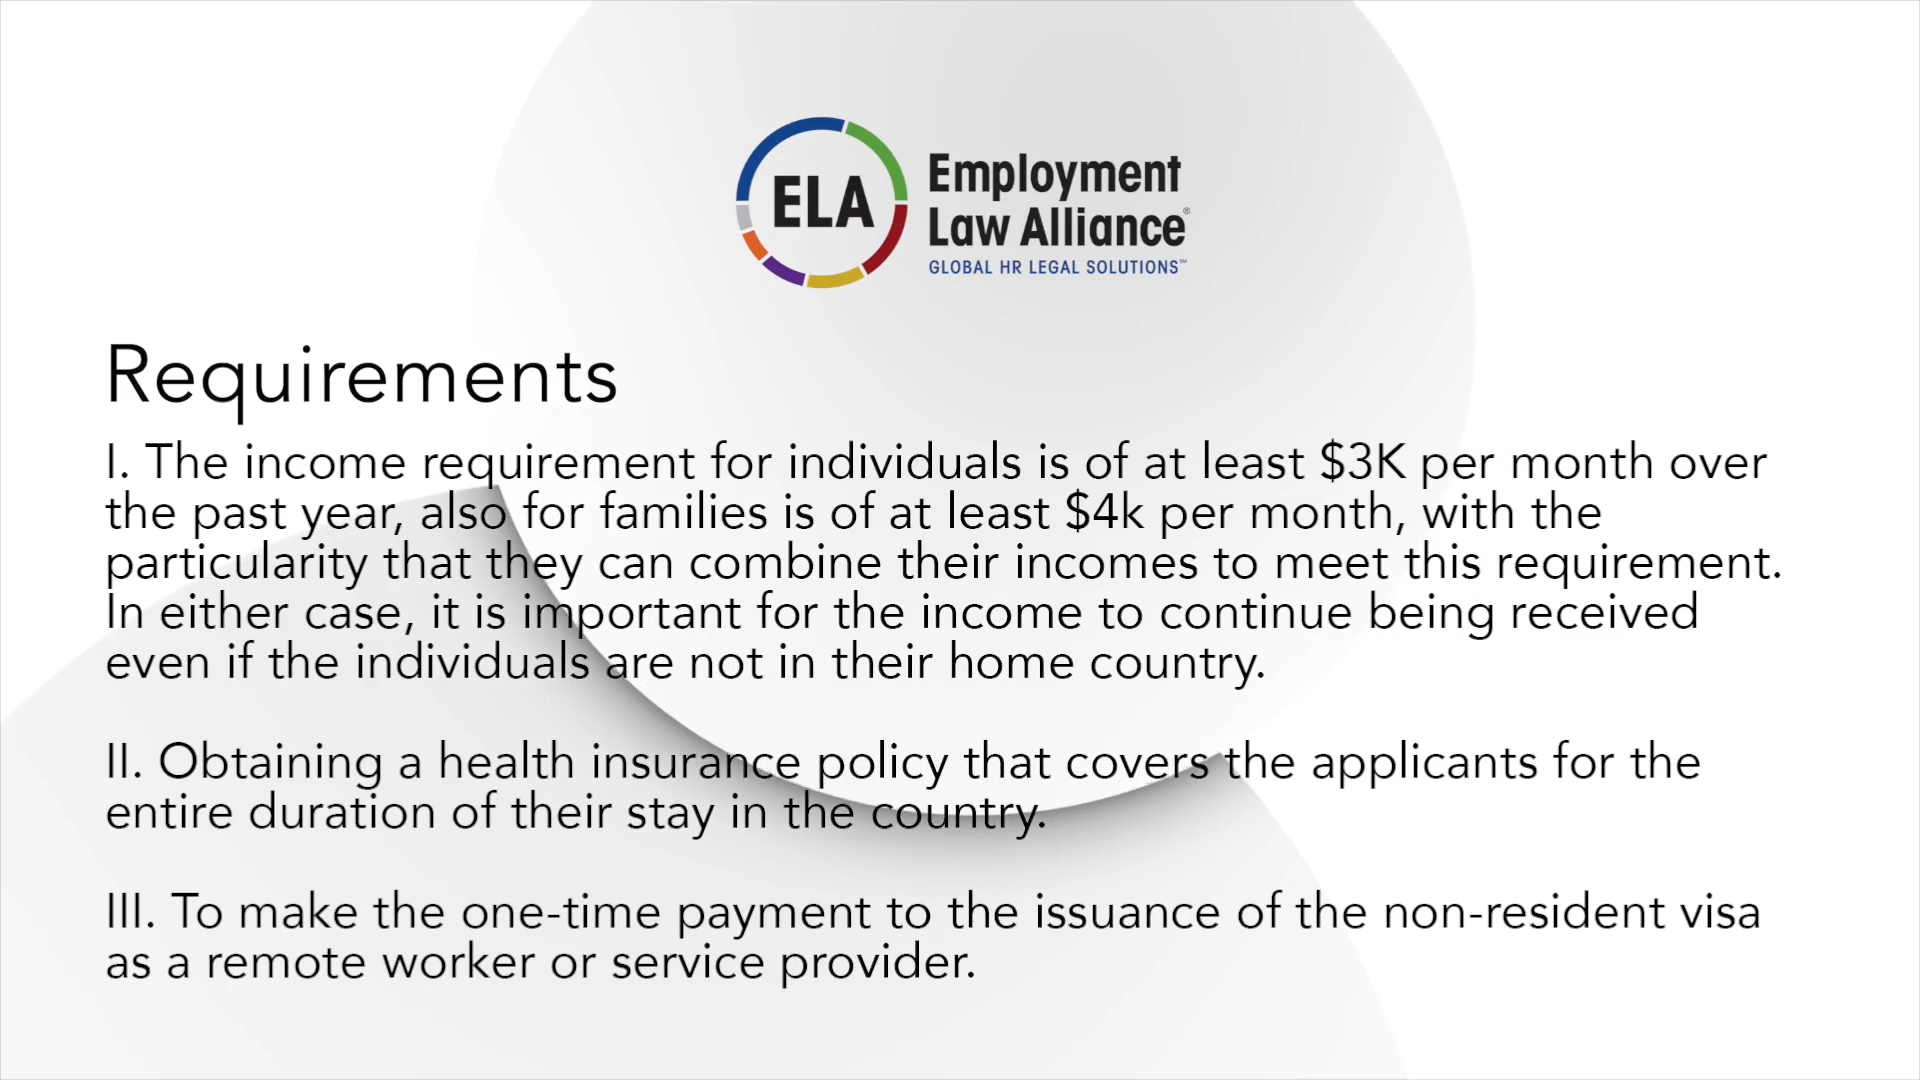 ELA
Employment
Law Alliance®
GLOBAL HR LEGAL SOLUTIONS℠
Requirements
I. The income requirement for individuals is of at least $3K per month over
the past year, also for families is of at least $4k per month, with the
particularity that they can combine their incomes to meet this requirement.
In either case, it is important for the income to continue being received
even if the individuals are not in their home country.
II. Obtaining a health insurance policy that covers the applicants for the
entire duration of their stay in the country.
III. To make the one-time payment to the issuance of the non-resident visa
as a remote worker or service provider.